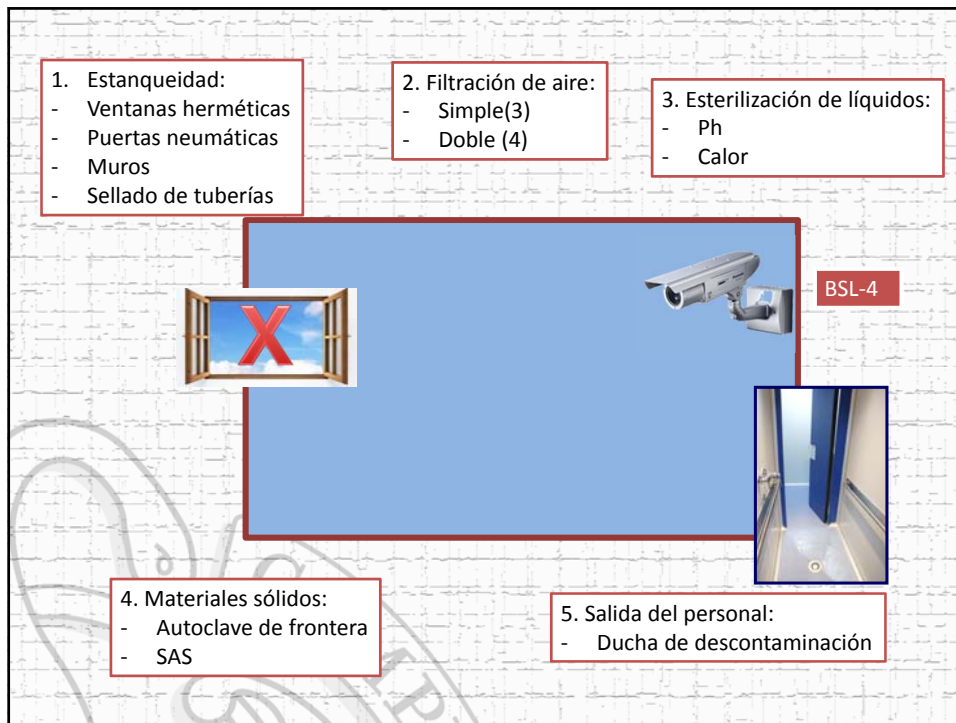 1. Estanqueidad:
- Ventanas herméticas
- Puertas neumáticas
- Muros
- Sellado de tuberías
2. Filtración de aire:
- Simple(3)
- Doble (4)
3. Esterilización de líquidos:
- Ph
- Calor
X
BSL-4
4. Materiales sólidos:
- Autoclave de frontera
- SAS
5. Salida del personal:
- Ducha de descontaminación